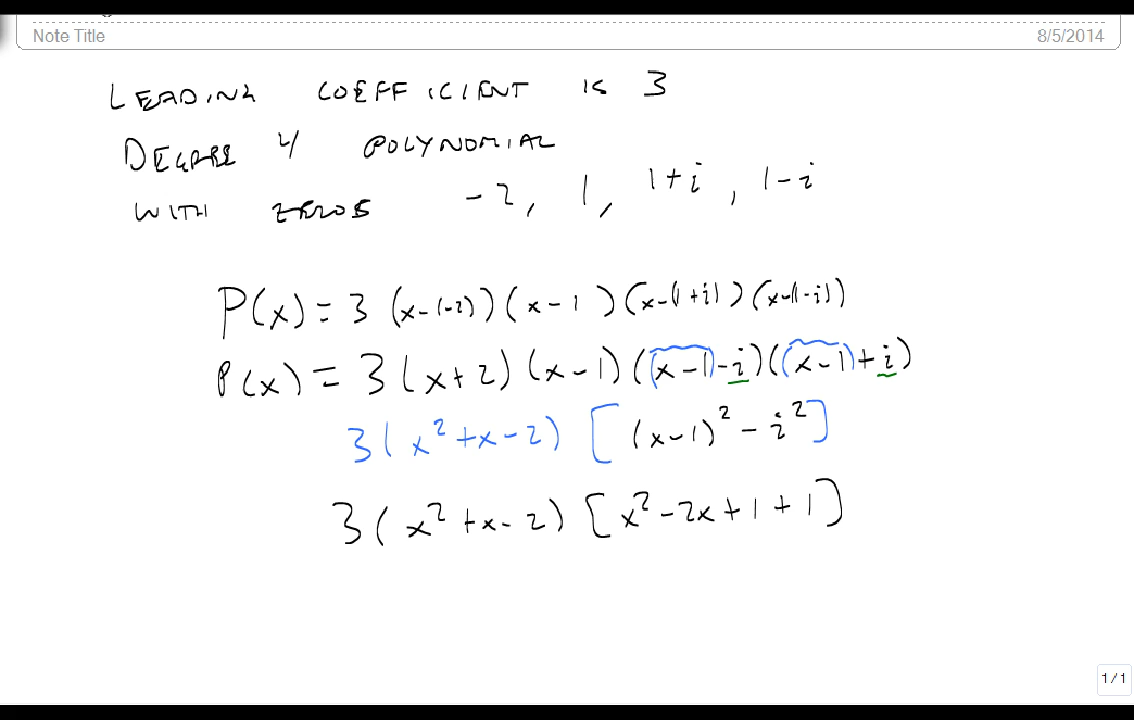 Note Title 8/5/2014
LEADING COEFFICIENT IS 3
DEGREE 4 POLYNOMIAL
WITH ZEROS -2, 1, 1+i, 1-i
P(x) = 3 (x-(-2)) (x-1) (x-(1+i)) (x-(1-i))
P(x) = 3 (x+2) (x-1) ((x-1)-i) ((x-1)+i)
3(x²+x-2) [(x-1)² - i²]
3(x²+x-2) [x²-2x+1+1]
1/1